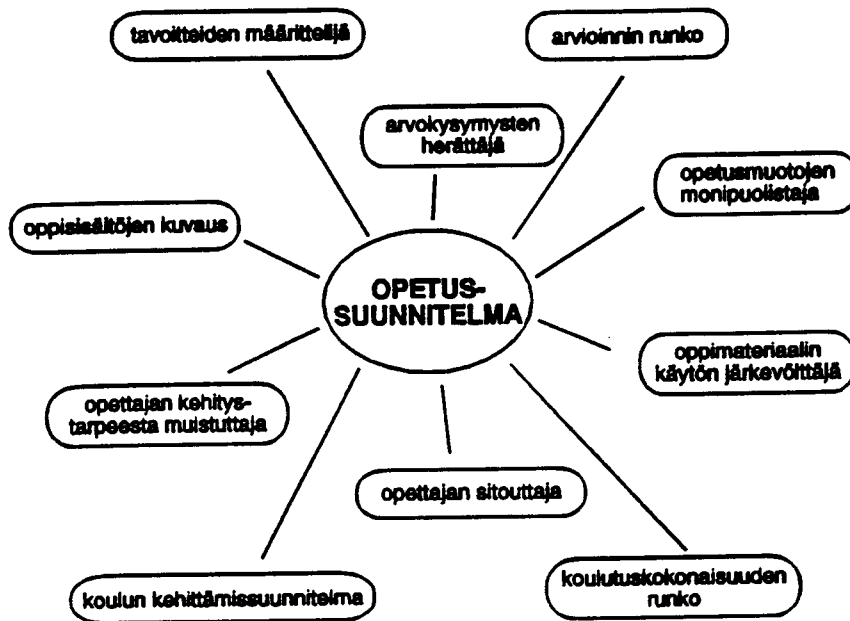 tavoitteiden määrittelijä
arvioinnin runko
arvokysymysten
herättäjä
opetusmuotojen
monipuolistaja
oppisisältöjen kuvaus
OPETUS-
SUUNNITELMA
oppimateriaalin
käytön järkevöittäjä
opettajan kehitys-
tarpeesta muistuttaja
opettajan sitouttaja
koulun kehittämissuunnitelma
koulutuskokonaisuuden
runko